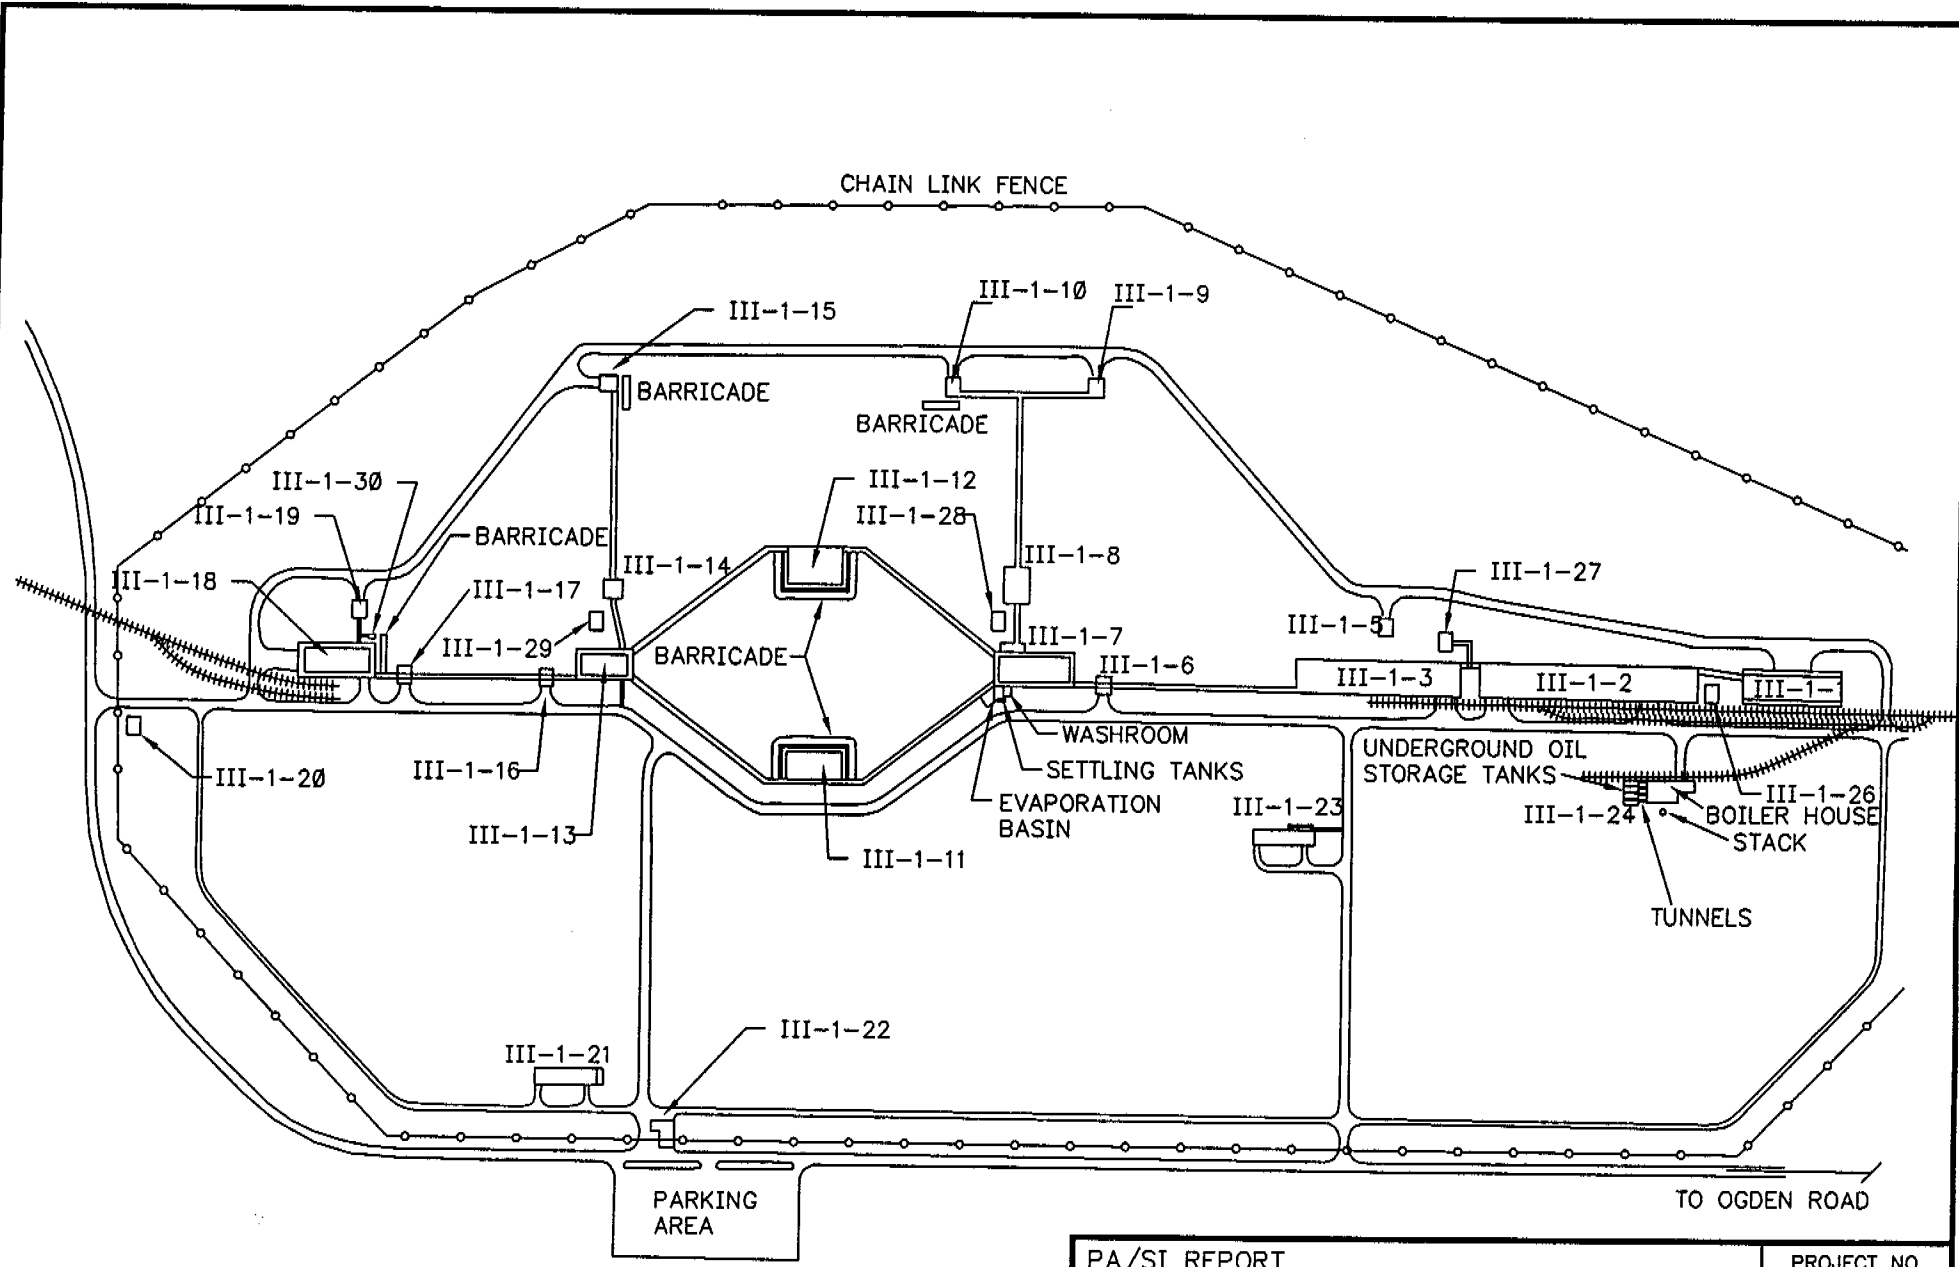 CHAIN LINK FENCE
III-1-10
III-1-9
III-1-15
BARRICADE
BARRICADE
III-1-30
III-1-12
III-1-19
III-1-28
BARRICADE
III-1-8
III-1-14
III-1-27
III-1-18
III-1-17
III-1-5
III-1-7
III-1-29
BARRICADE
III-1-6
III-1-3
III-1-2
III-1-
WASHROOM
UNDERGROUND OIL
STORAGE TANKS
III-1-20
III-1-16
SETTLING TANKS
EVAPORATION
BASIN
III-1-23
III-1-26
III-1-24
BOILER HOUSE
STACK
III-1-13
III-1-11
TUNNELS
III-1-22
III-1-21
PARKING
AREA
TO OGDEN ROAD
PA/SI REPORT
PROJECT NO